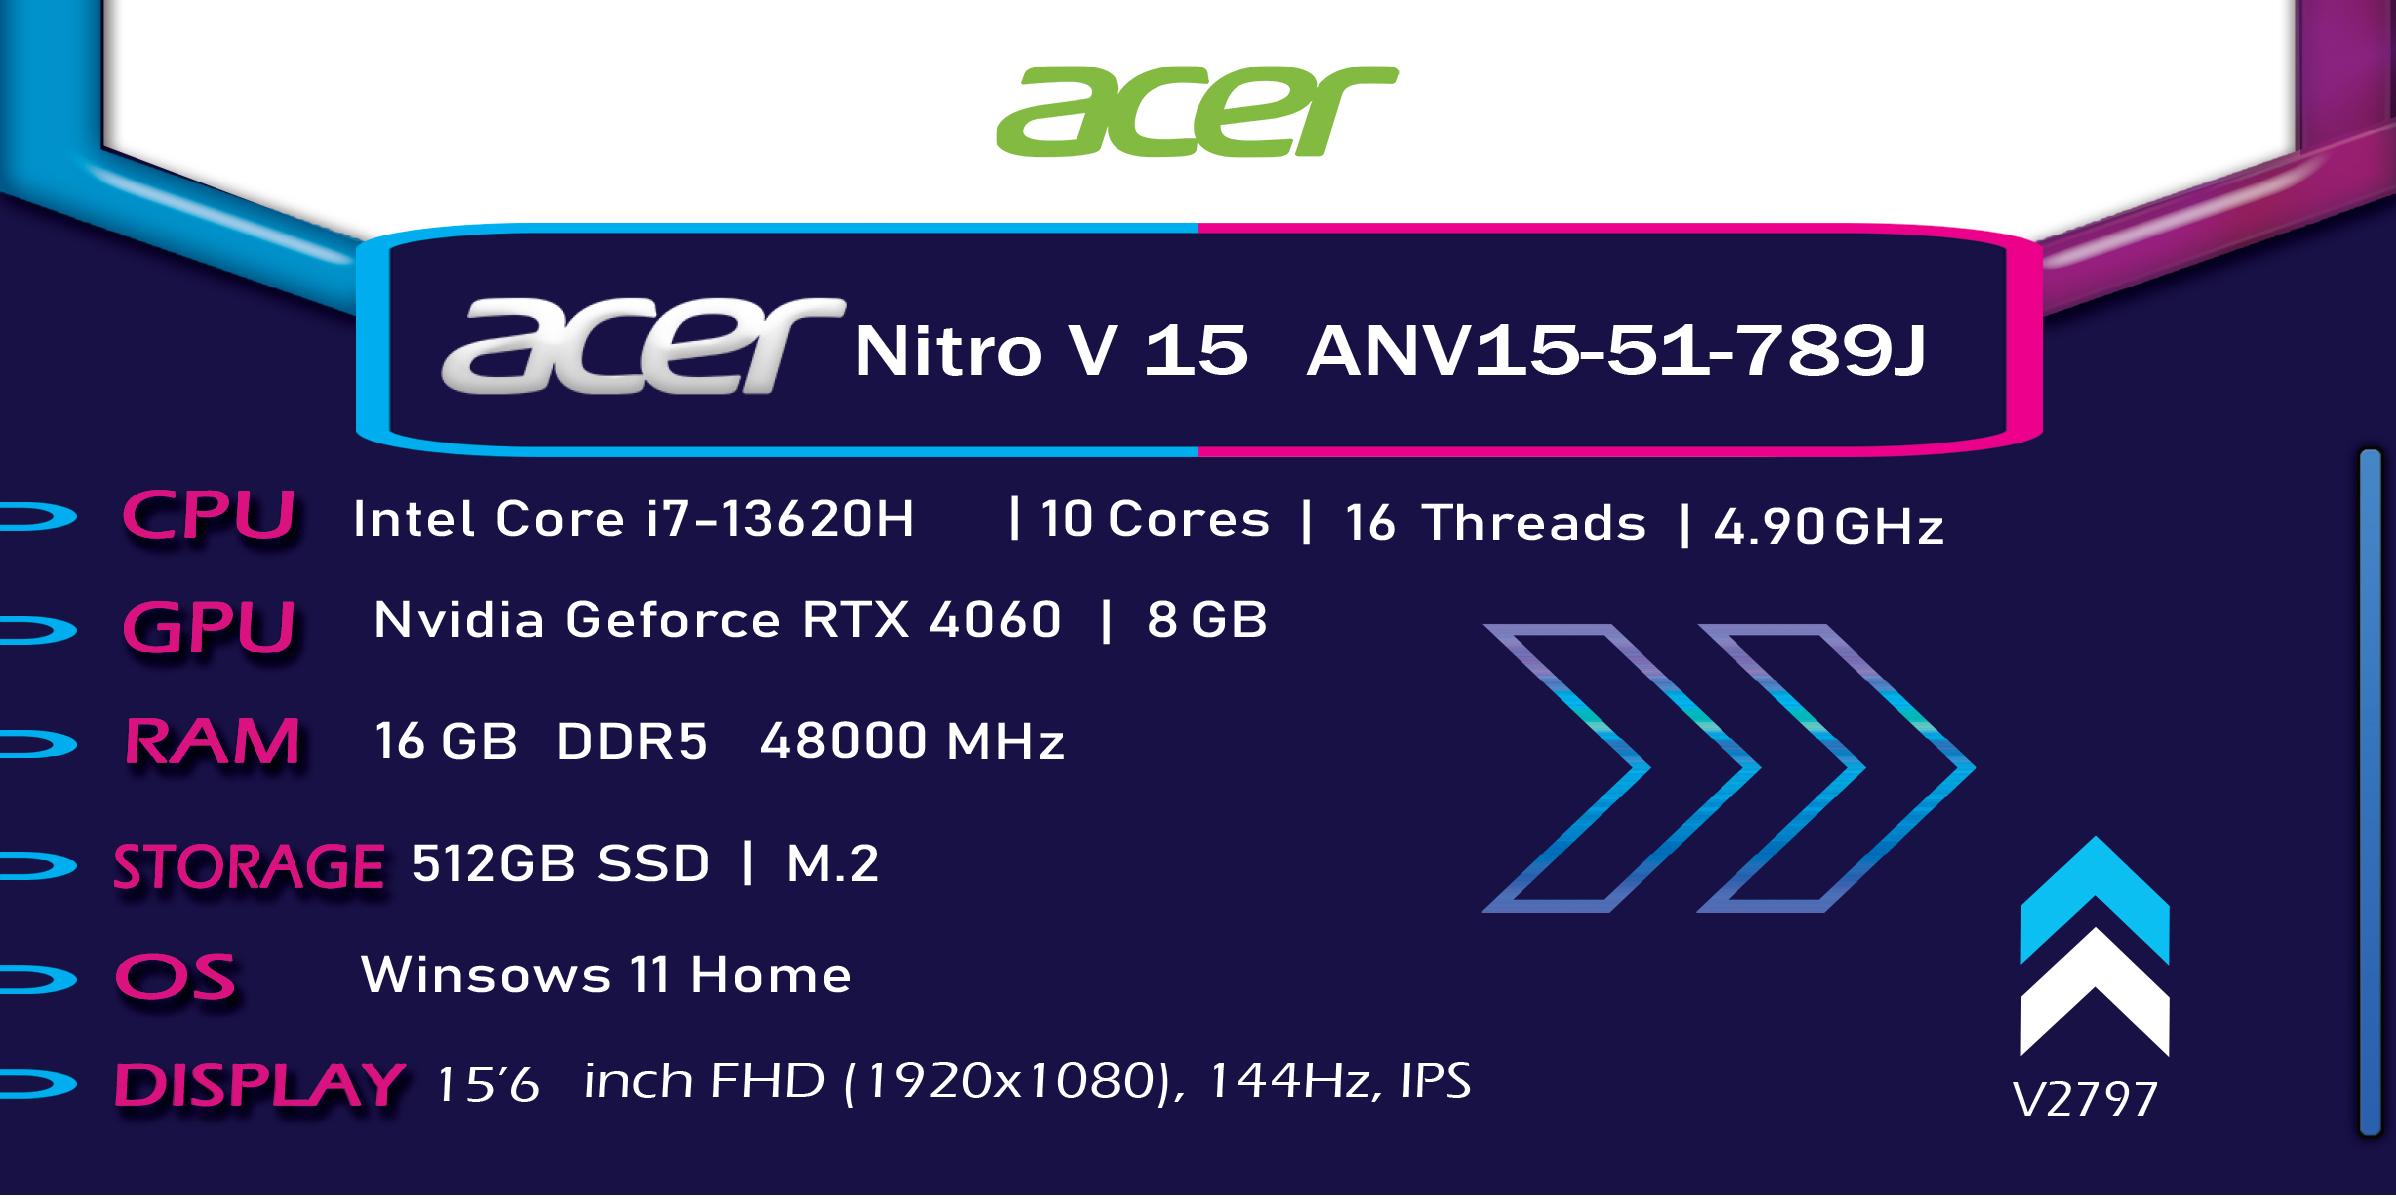 acer
acer Nitro V 15 ANV15-51-789J
CPU Intel Core i7-13620H | 10 Cores | 16 Threads | 4.90 GHz
GPU Nvidia Geforce RTX 4060 | 8 GB
RAM 16 GB DDR5 48000 MHz
STORAGE 512GB SSD | M.2
OS Winsows 11 Home
DISPLAY 15'6 inch FHD (1920x1080), 144Hz, IPS
V2797